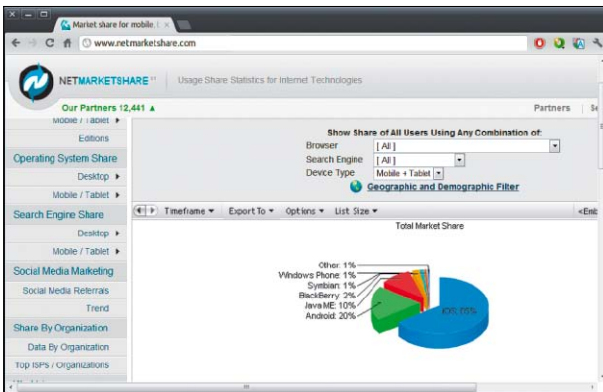 Market share for mobile, t
www.netmarketshare.com
NETMARKETSHARE
Usage Share Statistics for Internet Technologies
Our Partners 12,441 ▲
Partners
Se
Mobile / Tablet
Editions
Operating System Share
Desktop
Mobile / Tablet
Search Engine Share
Desktop
Mobile / Tablet
Social Media Marketing
Social Media Referrals
Trend
Share By Organization
Data By Organization
Top ISPs / Organizations
Show Share of All Users Using Any Combination of:
Browser [ All ]
Search Engine [ All ]
Device Type Mobile + Tablet
Geographic and Demographic Filter
Timeframe Export To Options List Size <Emb
Total Market Share
Other: 1%
Windows Phone: 1%
Symbian: 1%
BlackBerry: 2%
Java ME: 10%
Android: 20%
iOS: 65%